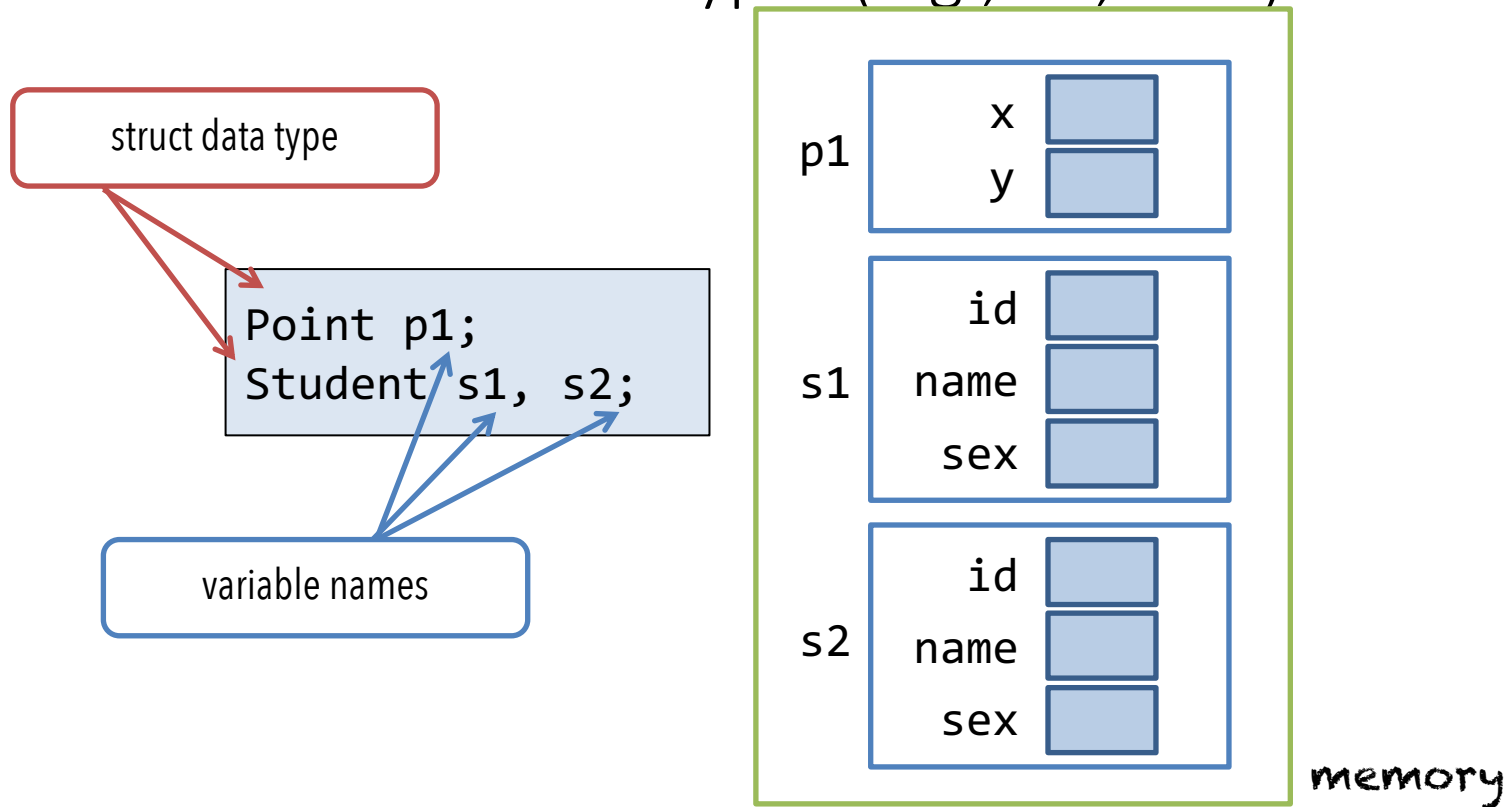 struct data type
Point p1;
Student s1, s2;
variable names
p1
x
y
s1
id
name
sex
s2
id
name
sex
memory